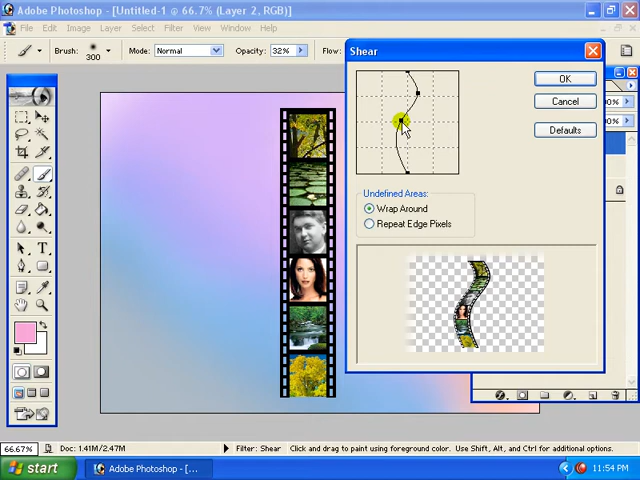 Adobe Photoshop - [Untitled-1 @ 66.7% (Layer 2, RGB)]
File Edit Image Layer Select Filter View Window Help
Brush: 300 Mode: Normal Opacity: 32% Flow:
Shear
OK
Cancel
Defaults
Undefined Areas:
Wrap Around
Repeat Edge Pixels
66.67% Doc: 1.41M/2.47M Filter: Shear Click and drag to paint using foreground color. Use Shift, Alt, and Ctrl for additional options.
start Adobe Photoshop - [... 11:54 PM